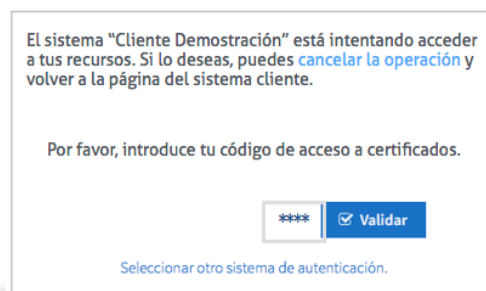 El sistema “Cliente Demostración” está intentando acceder
a tus recursos. Si lo deseas, puedes cancelar la operación y
volver a la página del sistema cliente.
Por favor, introduce tu código de acceso a certificados.
**** Validar
Seleccionar otro sistema de autenticación.